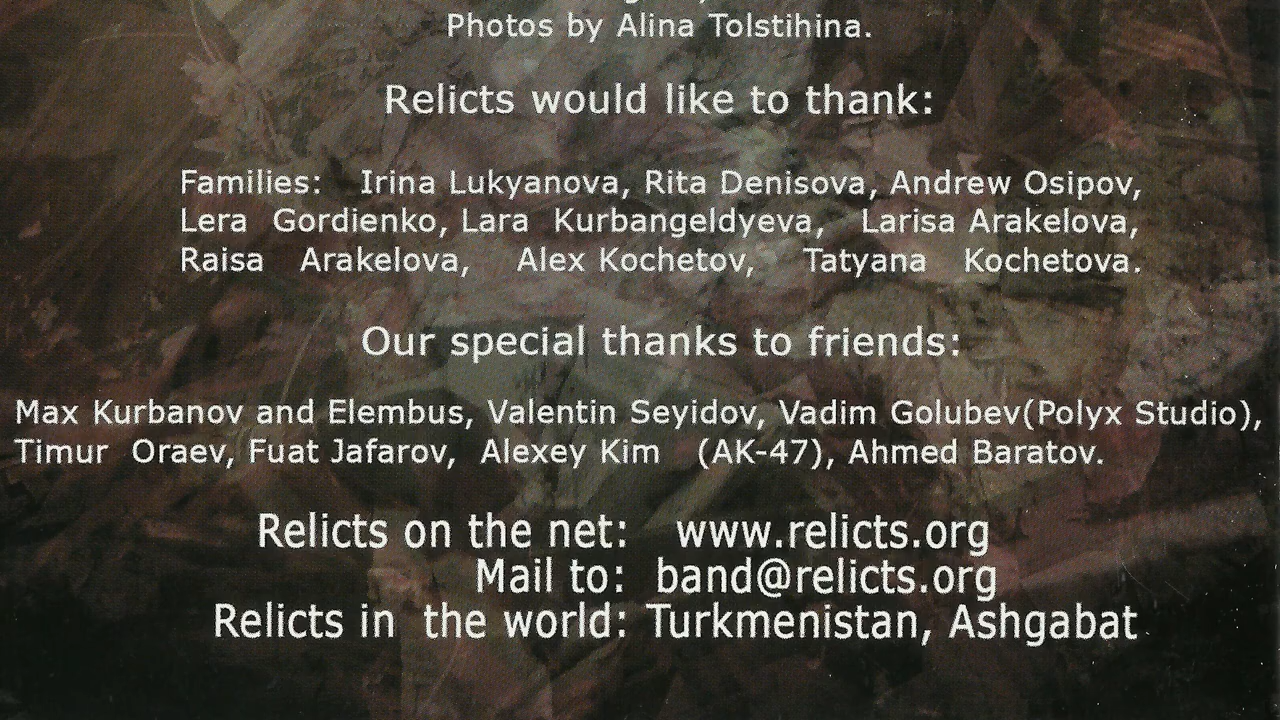 Photos by Alina Tolstihina.
Relicts would like to thank:
Families: Irina Lukyanova, Rita Denisova, Andrew Osipov,
Lera Gordienko, Lara Kurbangeldyeva, Larisa Arakelova,
Raisa Arakelova, Alex Kochetov, Tatyana Kochetova.
Our special thanks to friends:
Max Kurbanov and Elembus, Valentin Seyidov, Vadim Golubev(Polyx Studio),
Timur Oraev, Fuat Jafarov, Alexey Kim (AK-47), Ahmed Baratov.
Relicts on the net: www.relicts.org
Mail to: band@relicts.org
Relicts in the world: Turkmenistan, Ashgabat